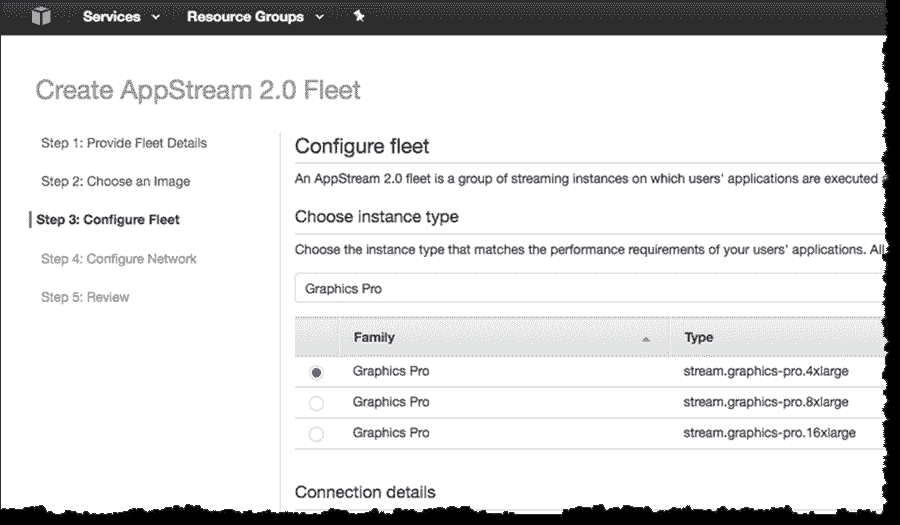 Services Resource Groups
Create AppStream 2.0 Fleet
Step 1: Provide Fleet Details
Step 2: Choose an Image
Step 3: Configure Fleet
Step 4: Configure Network
Step 5: Review
Configure fleet
An AppStream 2.0 fleet is a group of streaming instances on which users' applications are executed
Choose instance type
Choose the instance type that matches the performance requirements of your users' applications. All
Graphics Pro
Family Type
Graphics Pro stream.graphics-pro.4xlarge
Graphics Pro stream.graphics-pro.8xlarge
Graphics Pro stream.graphics-pro.16xlarge
Connection details